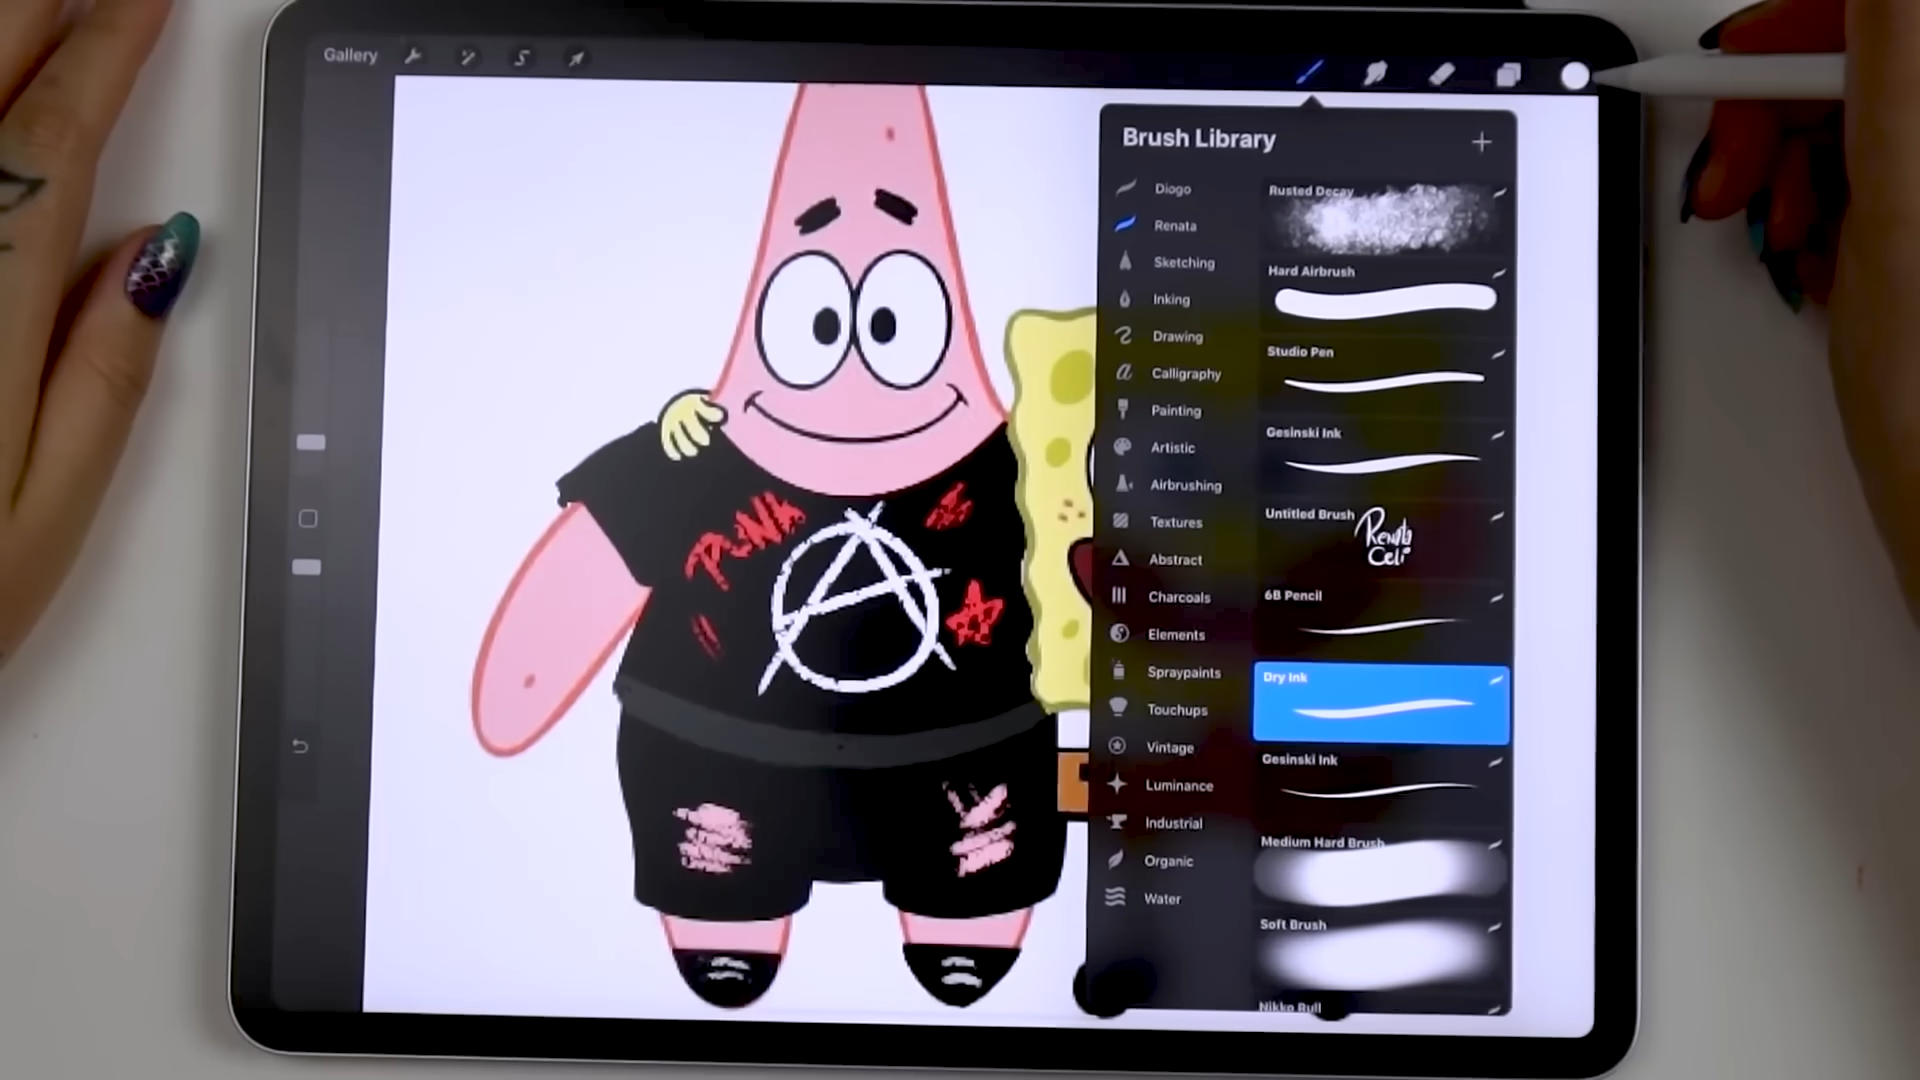 Gallery
Brush Library
Diogo
Renata
Sketching
Inking
Drawing
Calligraphy
Painting
Artistic
Airbrushing
Textures
Abstract
Charcoals
Elements
Spraypaints
Touchups
Vintage
Luminance
Industrial
Organic
Water
Rusted Decay
Hard Airbrush
Studio Pen
Gesinski Ink
Untitled Brush
Renata
Celi
6B Pencil
Dry Ink
Gesinski Ink
Medium Hard Brush
Soft Brush
Nikko Rull
PuNK
A